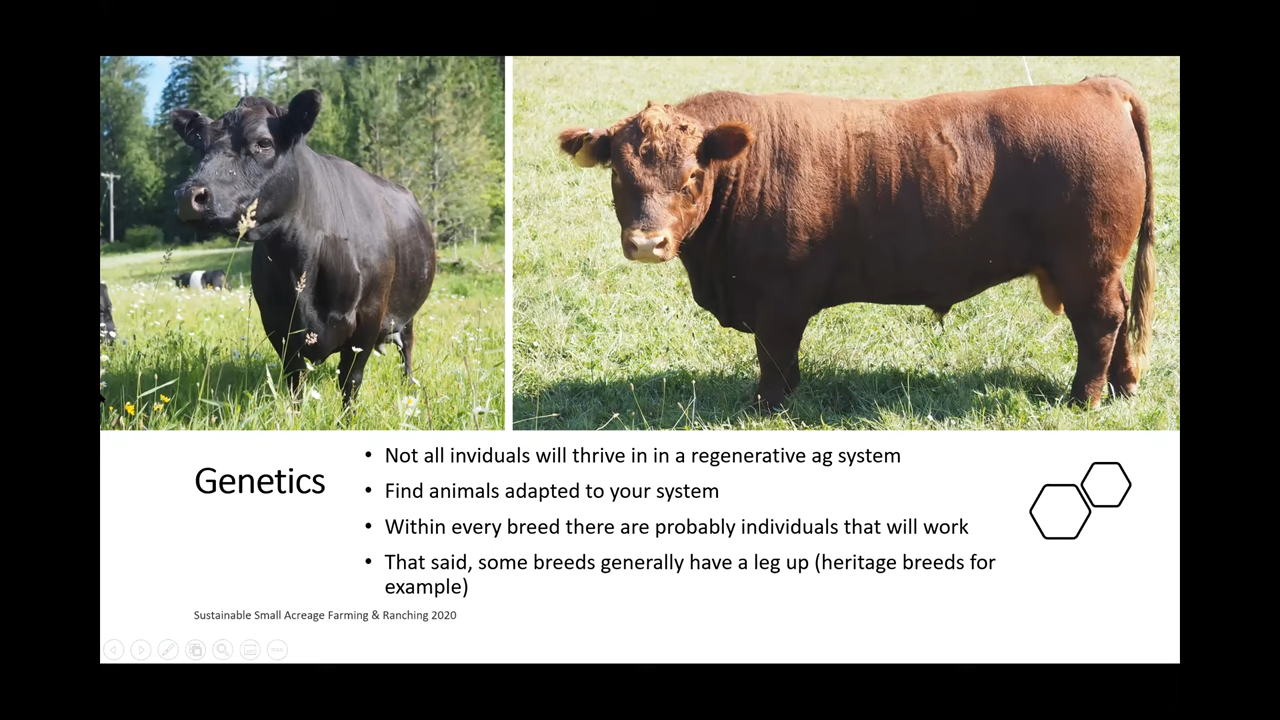 Genetics
• Not all inviduals will thrive in in a regenerative ag system
• Find animals adapted to your system
• Within every breed there are probably individuals that will work
• That said, some breeds generally have a leg up (heritage breeds for
example)
Sustainable Small Acreage Farming & Ranching 2020